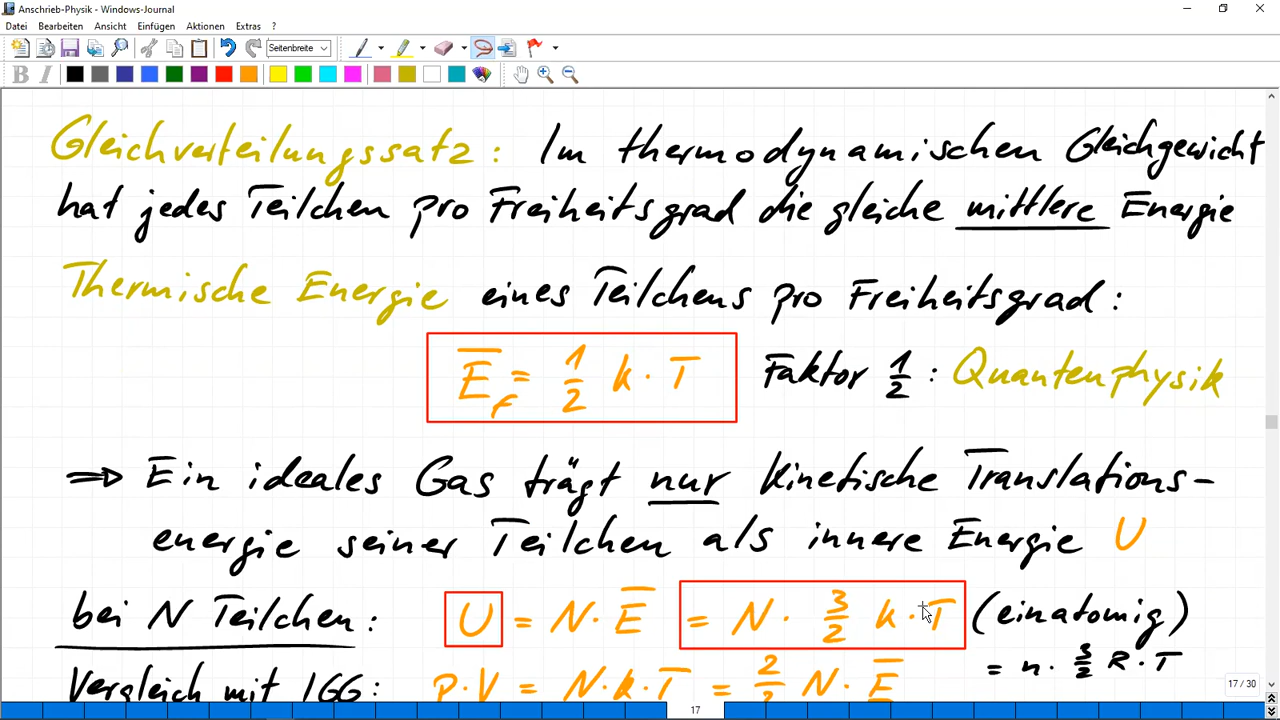 Anschrieb-Physik - Windows-Journal
Datei Bearbeiten Ansicht Einfügen Aktionen Extras ?
Seitenbreite
B I
Gleichverteilungssatz: Im thermodynamischen Gleichgewicht
hat jedes Teilchen pro Freiheitsgrad die gleiche mittlere Energie
Thermische Energie eines Teilchens pro Freiheitsgrad:
E̅_f = 1/2 k · T Faktor 1/2 : Quantenphysik
⇒ Ein ideales Gas trägt nur kinetische Translations-
energie seiner Teilchen als innere Energie U
bei N Teilchen: U = N · E̅ = N · 3/2 k · T (einatomig)
= n · 3/2 R · T
Vergleich mit IGG: p · V = N · k · T = 2/3 N · E̅
17 / 30
17